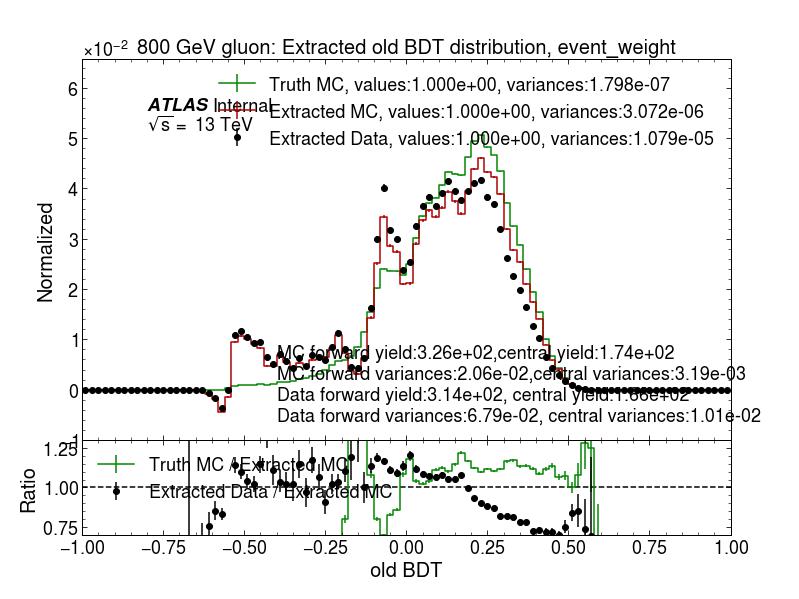 ×10⁻² 800 GeV gluon: Extracted old BDT distribution, event_weight
Truth MC, values:1.000e+00, variances:1.798e-07
ATLAS Internal
Extracted MC, values:1.000e+00, variances:3.072e-06
√s = 13 TeV
Extracted Data, values:1.000e+00, variances:1.079e-05
6
5
4
3
2
1
0
Normalized
MC forward yield:3.26e+02,central yield:1.74e+02
MC forward variances:2.06e-02,central variances:3.19e-03
Data forward yield:3.14e+02, central yield:1.66e+02
Data forward variances:6.79e-02, central variances:1.01e-02
1.25
1.00
0.75
Ratio
Truth MC / Extracted MC
Extracted Data / Extracted MC
−1.00 −0.75 −0.50 −0.25 0.00 0.25 0.50 0.75 1.00
old BDT